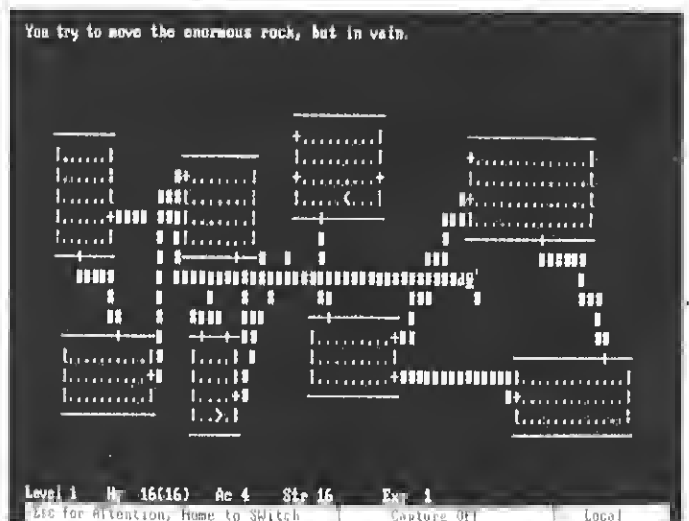 You try to move the enormous rock, but in vain.
Level 1 Hp 16(16) Ac 4 Str 16 Exp 1
Esc for Attention, Home to SWitch Capture Off Local